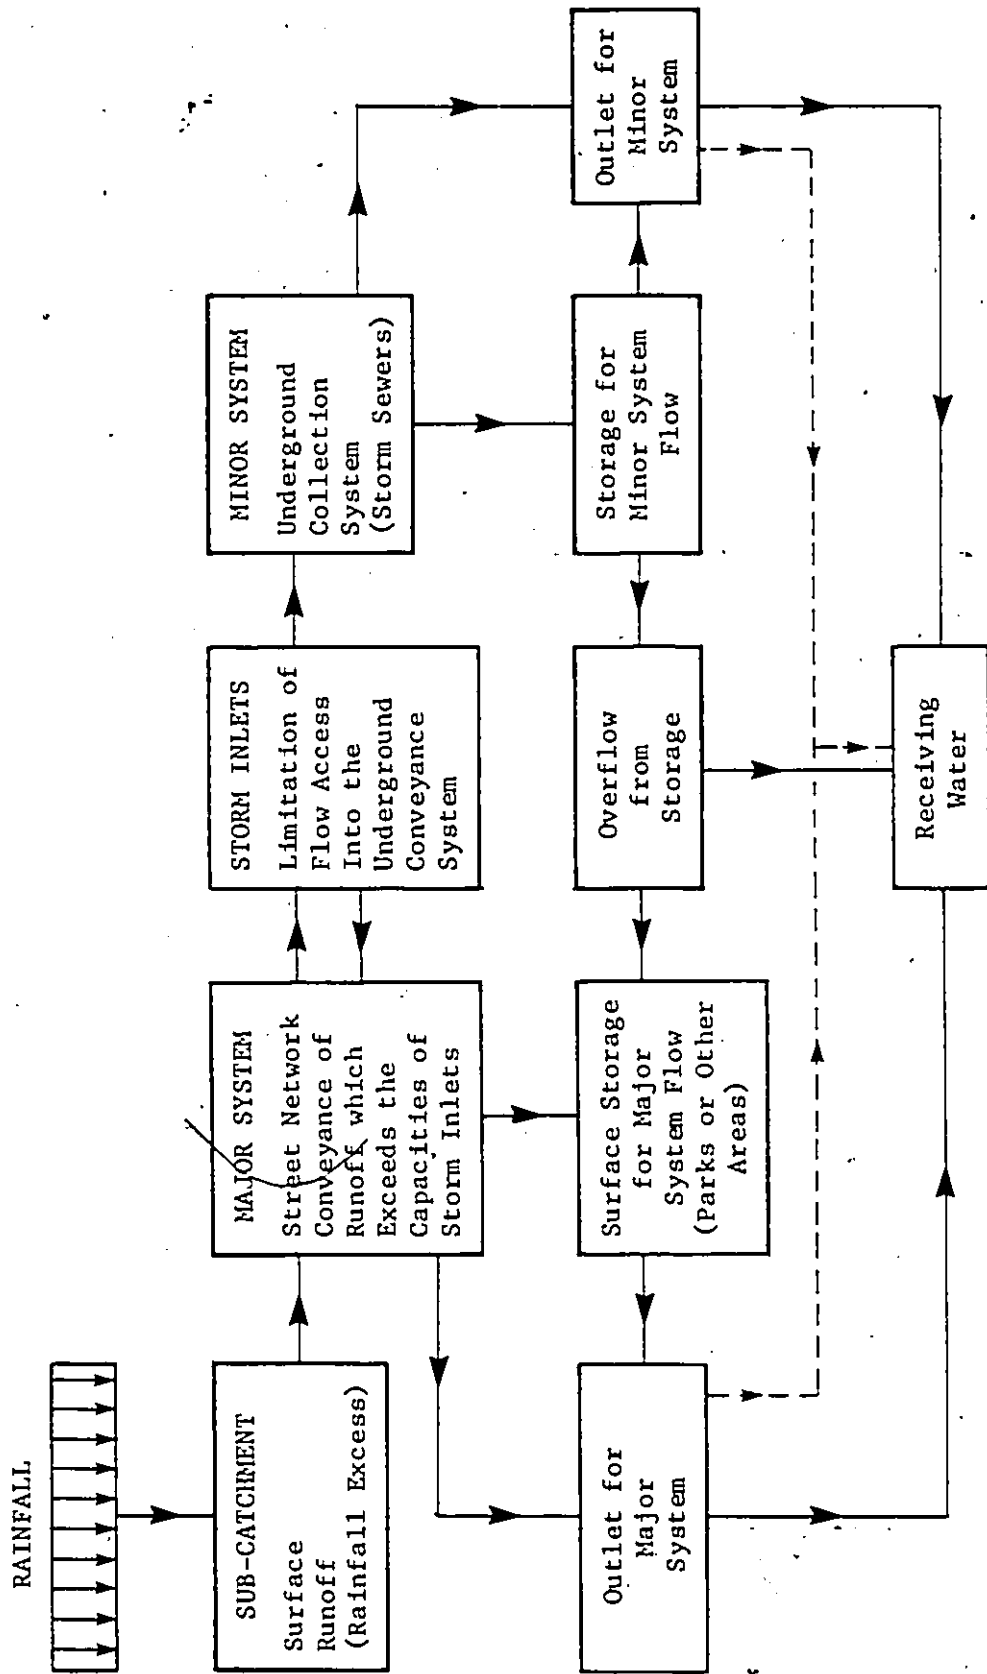 RAINFALL
SUB-CATCHMENT
Surface
Runoff
(Rainfall Excess)
MAJOR SYSTEM
Street Network
Conveyance of
Runoff which
Exceeds the
Capacities of
Storm Inlets
STORM INLETS
Limitation of
Flow Access
Into the
Underground
Conveyance
System
MINOR SYSTEM
Underground
Collection
System
(Storm Sewers)
Outlet for
Major
System
Surface Storage
for Major
System Flow
(Parks or Other
Areas)
Overflow
from
Storage
Storage for
Minor System
Flow
Outlet for
Minor
System
Receiving
Water